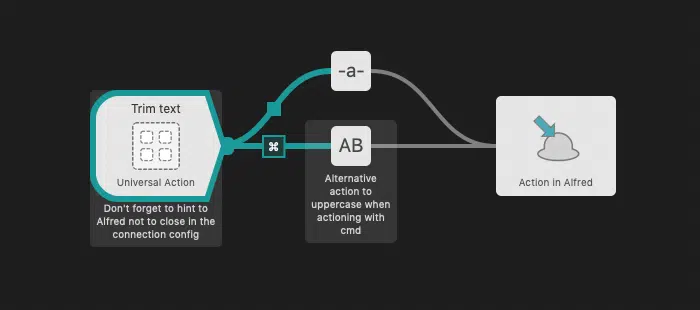 Trim text
Universal Action
Don't forget to hint to
Alfred not to close in the
connection config
⌘
-a-
AB
Alternative
action to
uppercase when
actioning with
cmd
Action in Alfred